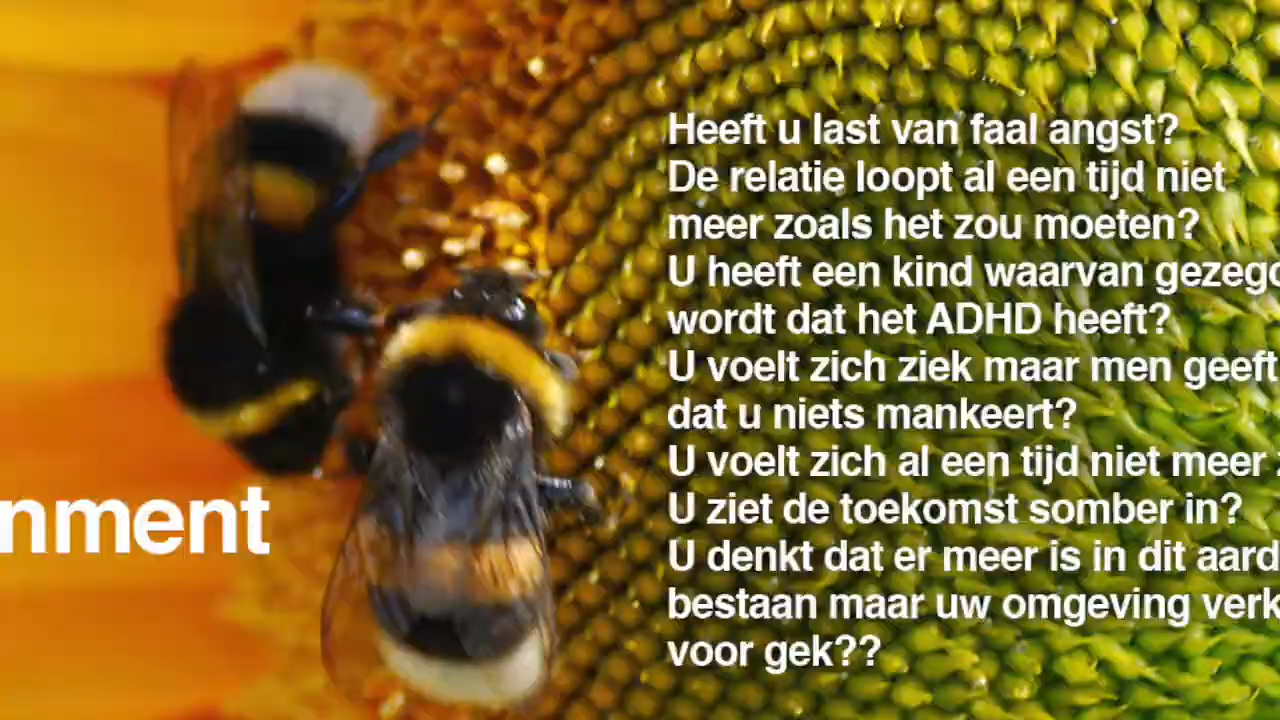 Heeft u last van faal angst?
De relatie loopt al een tijd niet
meer zoals het zou moeten?
U heeft een kind waarvan
wordt dat het ADHD heeft?
U voelt zich ziek maar men geeft
dat u niets mankeert?
U voelt zich al een tijd niet meer
nment
U ziet de toekomst somber in?
U denkt dat er meer is in dit
bestaan maar uw omgeving
voor gek??